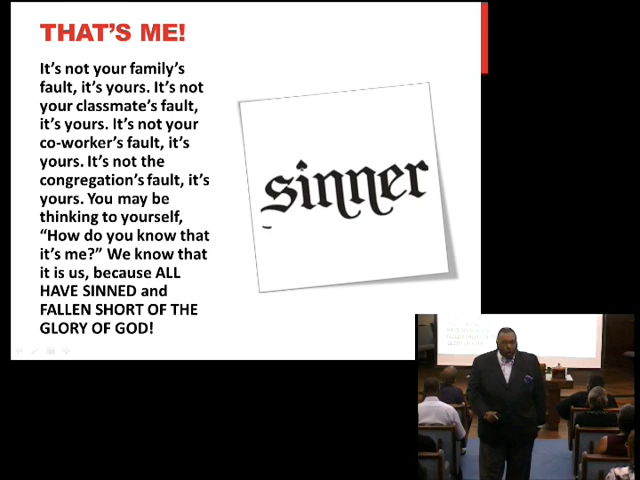 THAT'S ME!
It's not your family's
fault, it's yours. It's not
your classmate's fault,
it's yours. It's not your
co-worker's fault, it's
yours. It's not the
congregation's fault, it's
yours. You may be
thinking to yourself,
“How do you know that
it's me?” We know that
it is us, because ALL
HAVE SINNED and
FALLEN SHORT OF THE
GLORY OF GOD!
sinner